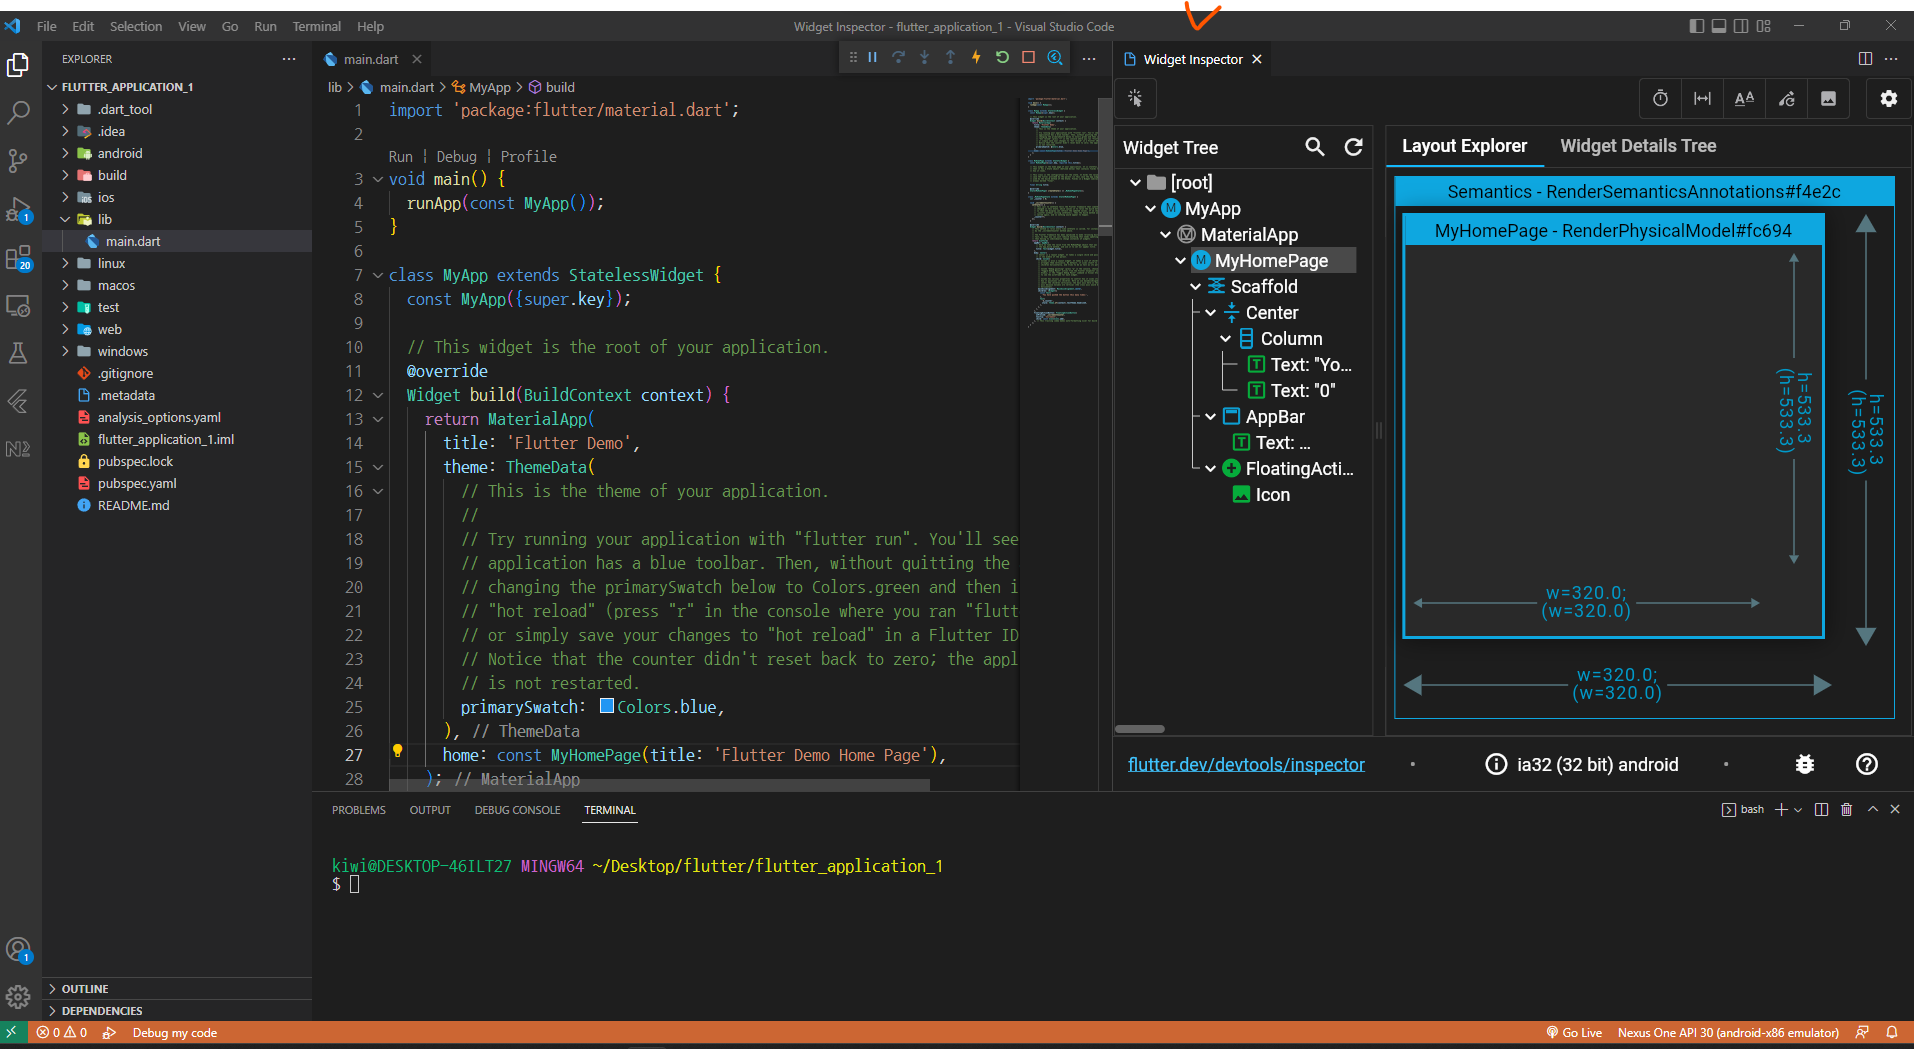 File Edit Selection View Go Run Terminal Help
Widget Inspector - flutter_application_1 - Visual Studio Code
EXPLORER
FLUTTER_APPLICATION_1
.dart_tool
.idea
android
build
ios
lib
main.dart
linux
macos
test
web
windows
.gitignore
.metadata
analysis_options.yaml
flutter_application_1.iml
pubspec.lock
pubspec.yaml
README.md
OUTLINE
DEPENDENCIES
1
20
1
main.dart
lib > main.dart > MyApp > build
1 import 'package:flutter/material.dart';
2
Run | Debug | Profile
3 void main() {
4 runApp(const MyApp());
5 }
6
7 class MyApp extends StatelessWidget {
8 const MyApp({super.key});
9
10 // This widget is the root of your application.
11 @override
12 Widget build(BuildContext context) {
13 return MaterialApp(
14 title: 'Flutter Demo',
15 theme: ThemeData(
16 // This is the theme of your application.
17 //
18 // Try running your application with "flutter run". You'll see
19 // application has a blue toolbar. Then, without quitting the
20 // changing the primarySwatch below to Colors.green and then i
21 // "hot reload" (press "r" in the console where you ran "flutt
22 // or simply save your changes to "hot reload" in a Flutter ID
23 // Notice that the counter didn't reset back to zero; the appl
24 // is not restarted.
25 primarySwatch: Colors.blue,
26 ), // ThemeData
27 home: const MyHomePage(title: 'Flutter Demo Home Page'),
28 ); // MaterialApp
Widget Inspector
Widget Tree
[root]
MyApp
MaterialApp
MyHomePage
Scaffold
Center
Column
Text: "Yo...
Text: "0"
AppBar
Text: ...
FloatingActi...
Icon
Layout Explorer Widget Details Tree
Semantics - RenderSemanticsAnnotations#f4e2c
MyHomePage - RenderPhysicalModel#fc694
h=533.3
(h=533.3)
h=533.3
(h=533.3)
w=320.0;
(w=320.0)
w=320.0;
(w=320.0)
flutter.dev/devtools/inspector
ia32 (32 bit) android
PROBLEMS OUTPUT DEBUG CONSOLE TERMINAL
bash
kiwi@DESKTOP-46ILT27 MINGW64 ~/Desktop/flutter/flutter_application_1
$
0 0 Debug my code
Go Live Nexus One API 30 (android-x86 emulator)